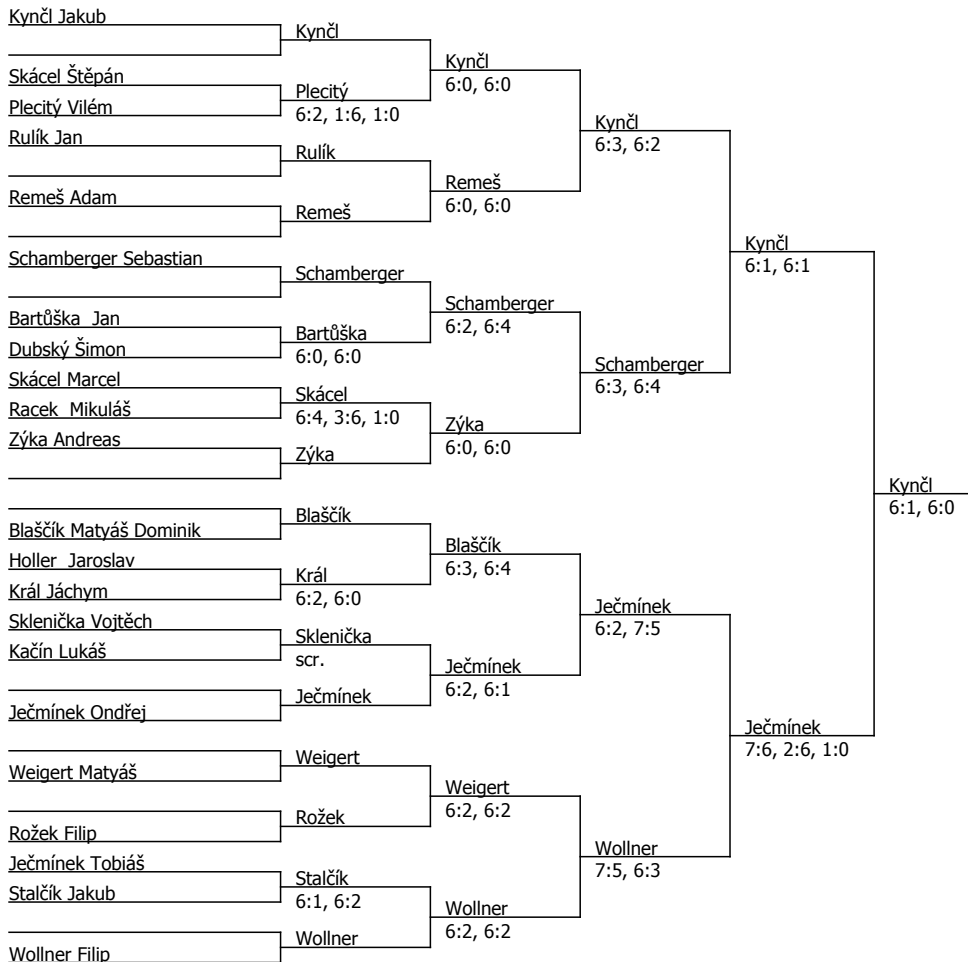 Kynčl Jakub
Kynčl
Skácel Štěpán
Kynčl
6:0, 6:0
Plecitý Vilém
Plecitý
6:2, 1:6, 1:0
Rulík Jan
Kynčl
6:3, 6:2
Rulík
Remeš Adam
Remeš
6:0, 6:0
Remeš
Schamberger Sebastian
Kynčl
6:1, 6:1
Schamberger
Bartůška  Jan
Schamberger
6:2, 6:4
Dubský Šimon
Bartůška
6:0, 6:0
Skácel Marcel
Schamberger
6:3, 6:4
Racek  Mikuláš
Skácel
6:4, 3:6, 1:0
Zýka Andreas
Zýka
6:0, 6:0
Zýka
Kynčl
6:1, 6:0
Blaščík
Blaščík Matyáš Dominik
Holler  Jaroslav
Blaščík
6:3, 6:4
Král Jáchym
Král
6:2, 6:0
Sklenička Vojtěch
Ječmínek
6:2, 7:5
Kačín Lukáš
Sklenička
scr.
Ječmínek
6:2, 6:1
Ječmínek
Ječmínek Ondřej
Ječmínek
7:6, 2:6, 1:0
Weigert
Weigert Matyáš
Weigert
6:2, 6:2
Rožek
Rožek Filip
Ječmínek Tobiáš
Wollner
7:5, 6:3
Stalčík Jakub
Stalčík
6:1, 6:2
Wollner
6:2, 6:2
Wollner
Wollner Filip